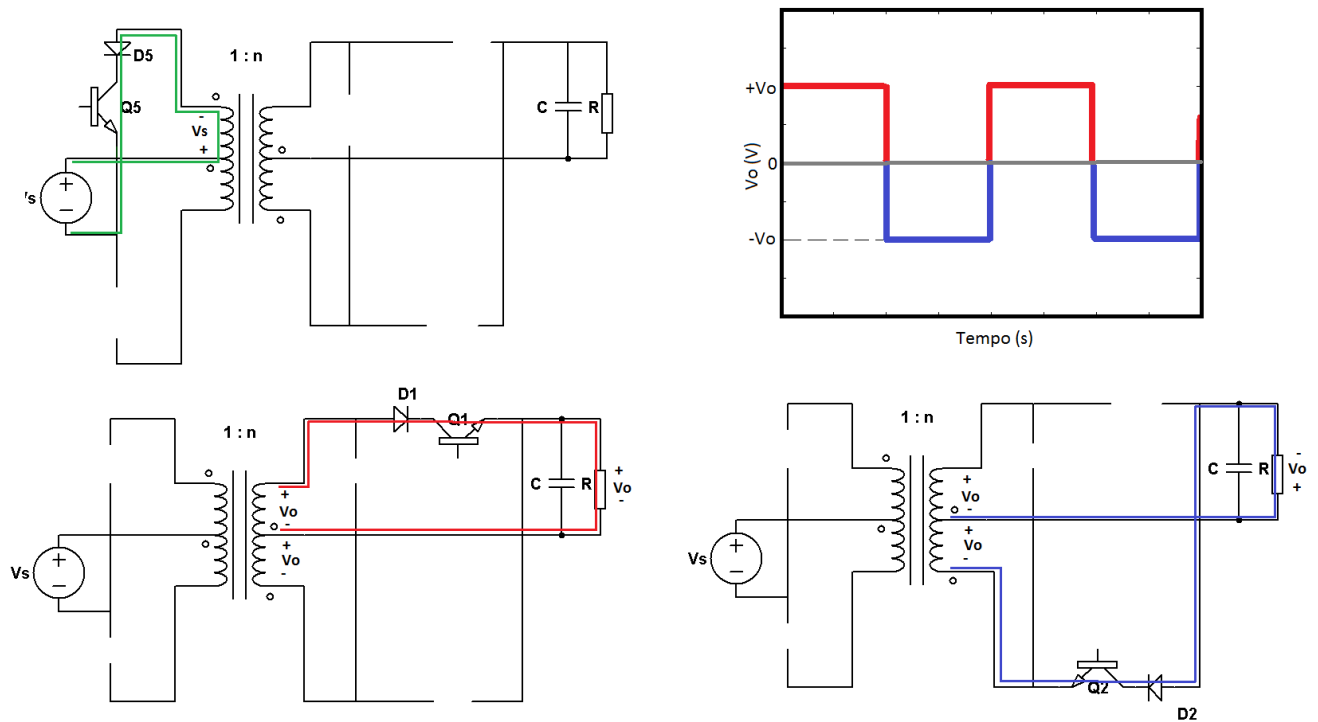 D5
1 : n
Q5
-
Vs
+
+
-
's
C
R
+Vo
0
-Vo
Vo (V)
Tempo (s)
D1
Q1
1 : n
+
Vo
-
+
Vo
-
C
R
+
Vo
-
Vs
+
-
1 : n
+
Vo
-
+
Vo
-
C
R
-
Vo
+
Vs
+
-
Q2
D2